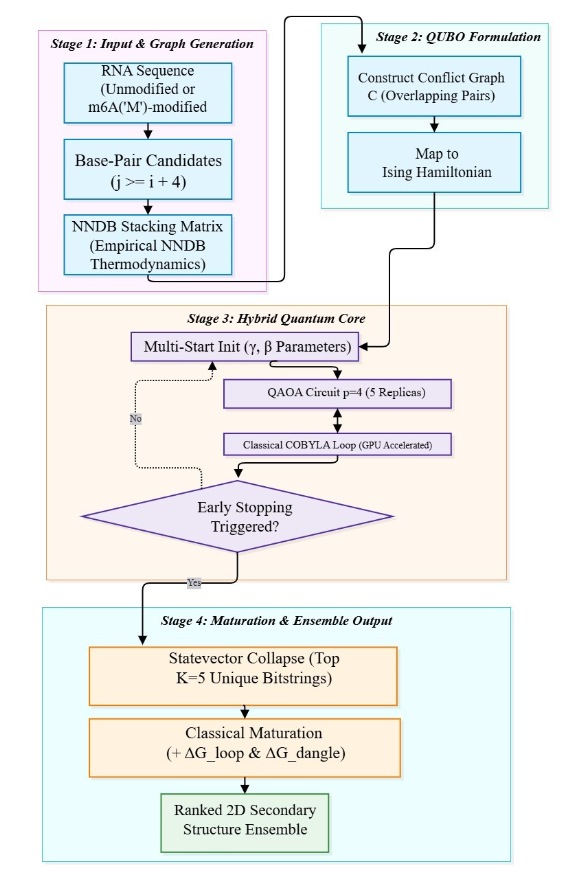 Stage 1: Input & Graph Generation
RNA Sequence
(Unmodified or
m6A('M')-modified
Base-Pair Candidates
(j >= i + 4)
NNDB Stacking Matrix
(Empirical NNDB
Thermodynamics)
Stage 2: QUBO Formulation
Construct Conflict Graph
C (Overlapping Pairs)
Map to
Ising Hamiltonian
Stage 3: Hybrid Quantum Core
Multi-Start Init (γ, β Parameters)
QAOA Circuit p=4 (5 Replicas)
Classical COBYLA Loop (GPU Accelerated)
Early Stopping
Triggered?
No
Yes
Stage 4: Maturation & Ensemble Output
Statevector Collapse (Top
K=5 Unique Bitstrings)
Classical Maturation
(+ ΔG_loop & ΔG_dangle)
Ranked 2D Secondary
Structure Ensemble